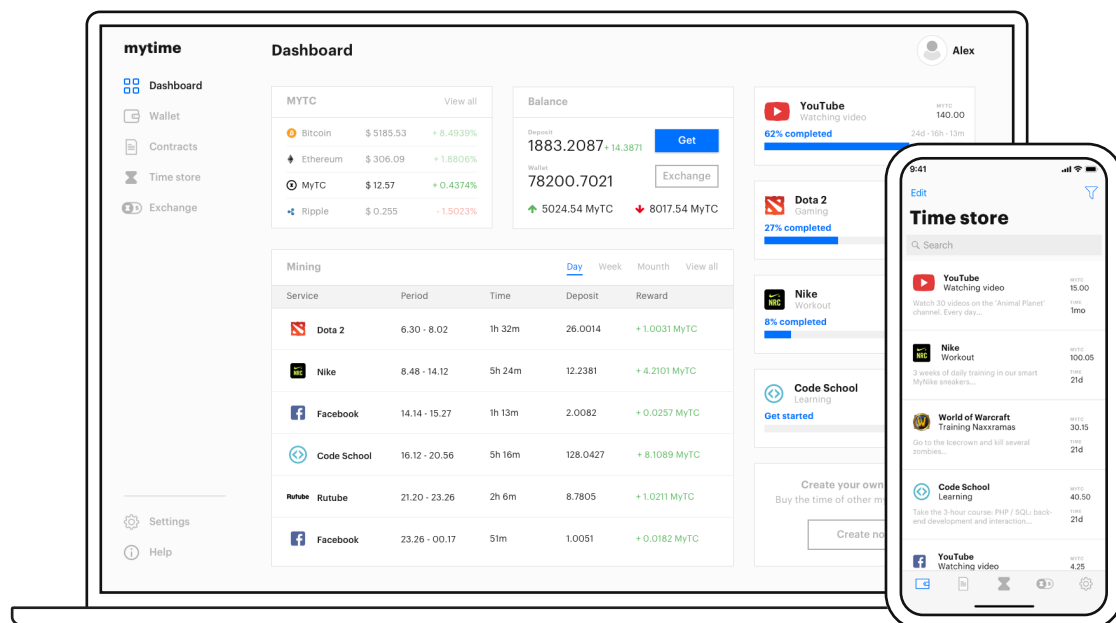 mytime
Dashboard
Wallet
Contracts
Time store
Exchange
Settings
Help
Dashboard
Alex
MYTC View all
Bitcoin $ 5185.53 + 8.4939%
Ethereum $ 306.09 + 1.8806%
MyTC $ 12.57 + 0.4374%
Ripple $ 0.255 - 1.5023%
Balance
Deposit
1883.2087 + 14.3871
Get
Wallet
78200.7021
Exchange
5024.54 MyTC 8017.54 MyTC
Mining Day Week Mounth View all
Service Period Time Deposit Reward
Dota 2 6.30 - 8.02 1h 32m 26.0014 + 1.0031 MyTC
NRC Nike 8.48 - 14.12 5h 24m 12.2381 + 4.2101 MyTC
Facebook 14.14 - 15.27 1h 13m 2.0082 + 0.0257 MyTC
Code School 16.12 - 20.56 5h 16m 128.0427 + 8.1089 MyTC
Rutube Rutube 21.20 - 23.26 2h 6m 8.7805 + 1.0211 MyTC
Facebook 23.26 - 00.17 51m 1.0051 + 0.0182 MyTC
YouTube
Watching video
MYTC
140.00
62% completed 24d - 16h - 13m
Dota 2
Gaming
27% completed
NRC
Nike
Workout
8% completed
Code School
Learning
Get started
Create your own
Buy the time of other
Create
9:41
Edit
Time store
Search
YouTube
Watching video
MYTC
15.00
Watch 30 videos on the 'Animal Planet'
channel. Every day...
TIME
1mo
NRC
Nike
Workout
MYTC
100.05
3 weeks of daily training in our smart
MyNike sneakers...
TIME
21d
World of Warcraft
Training Naxxramas
MYTC
30.15
Go to the Icecrown and kill several
zombies...
TIME
21d
Code School
Learning
MYTC
40.50
Take the 3-hour course: PHP / SQL: back-
end development and interaction...
TIME
21d
YouTube
Watching video
MYTC
4.25